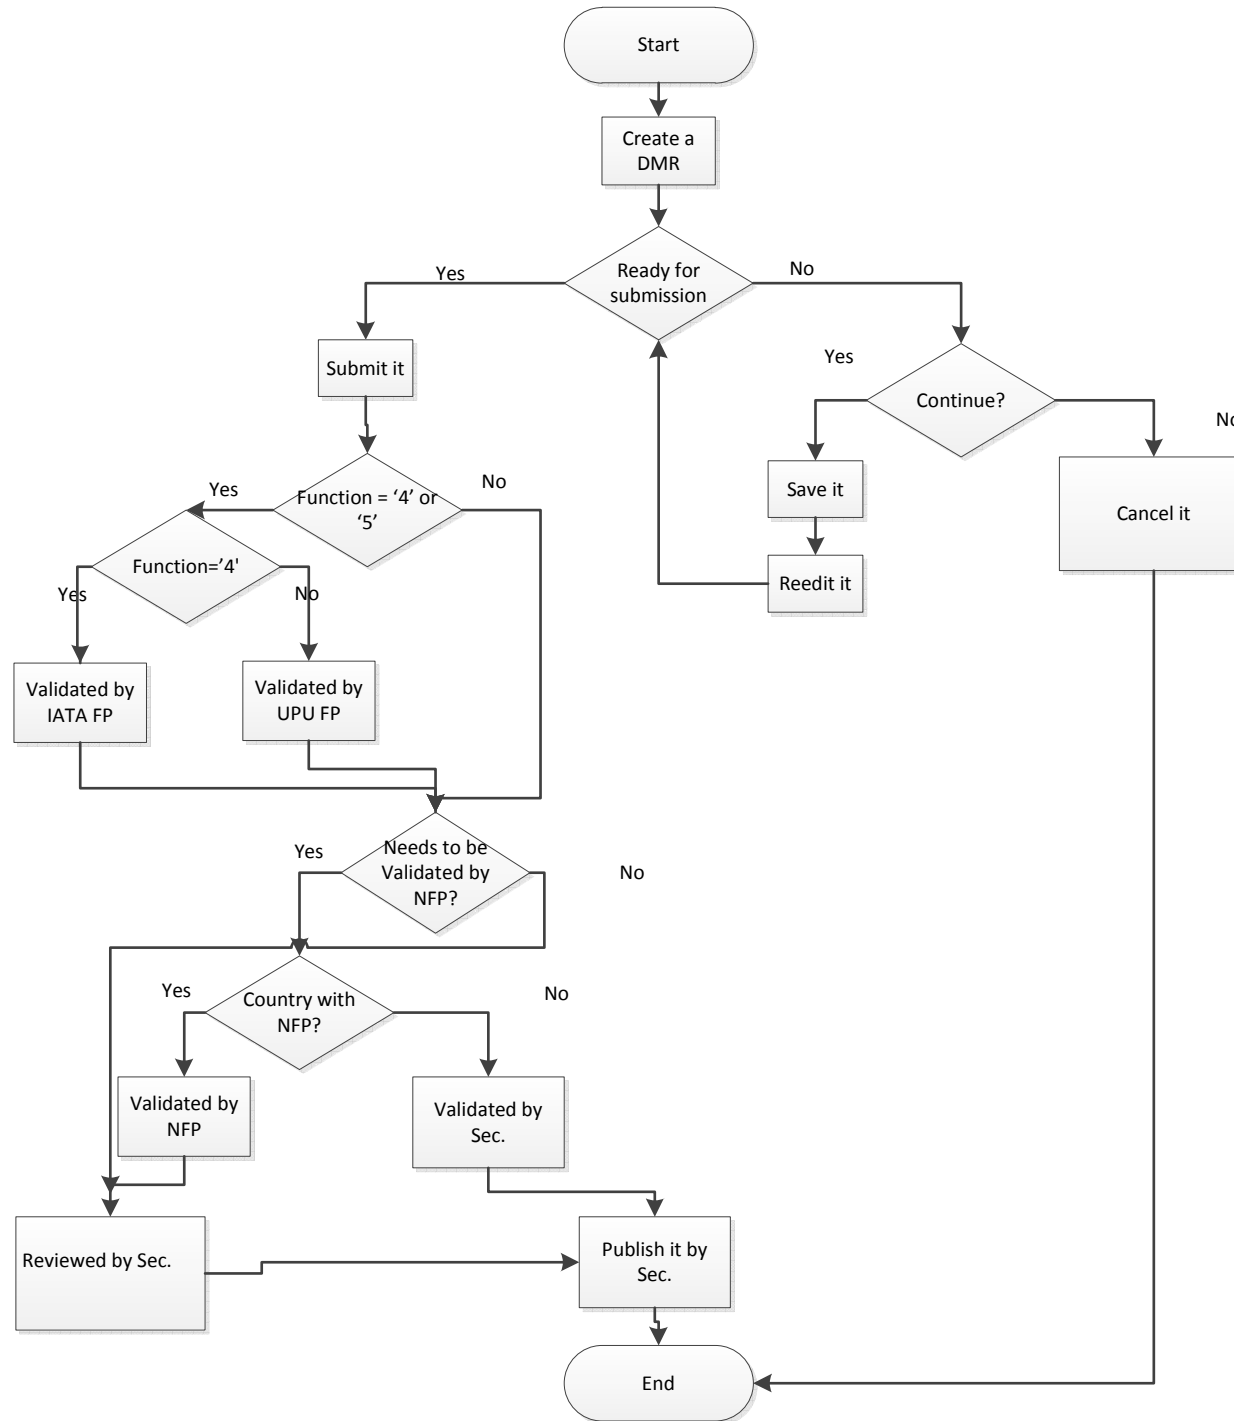 Start
Create a
DMR
Ready for
submission
Yes
No
Submit it
Yes
Continue?
No
Save it
Cancel it
Reedit it
Function = ‘4’ or
‘5’
Yes
No
Function=’4'
Yes
No
Validated by
IATA FP
Validated by
UPU FP
Needs to be
Validated by
NFP?
Yes
No
Country with
NFP?
Yes
No
Validated by
NFP
Validated by
Sec.
Reviewed by Sec.
Publish it by
Sec.
End